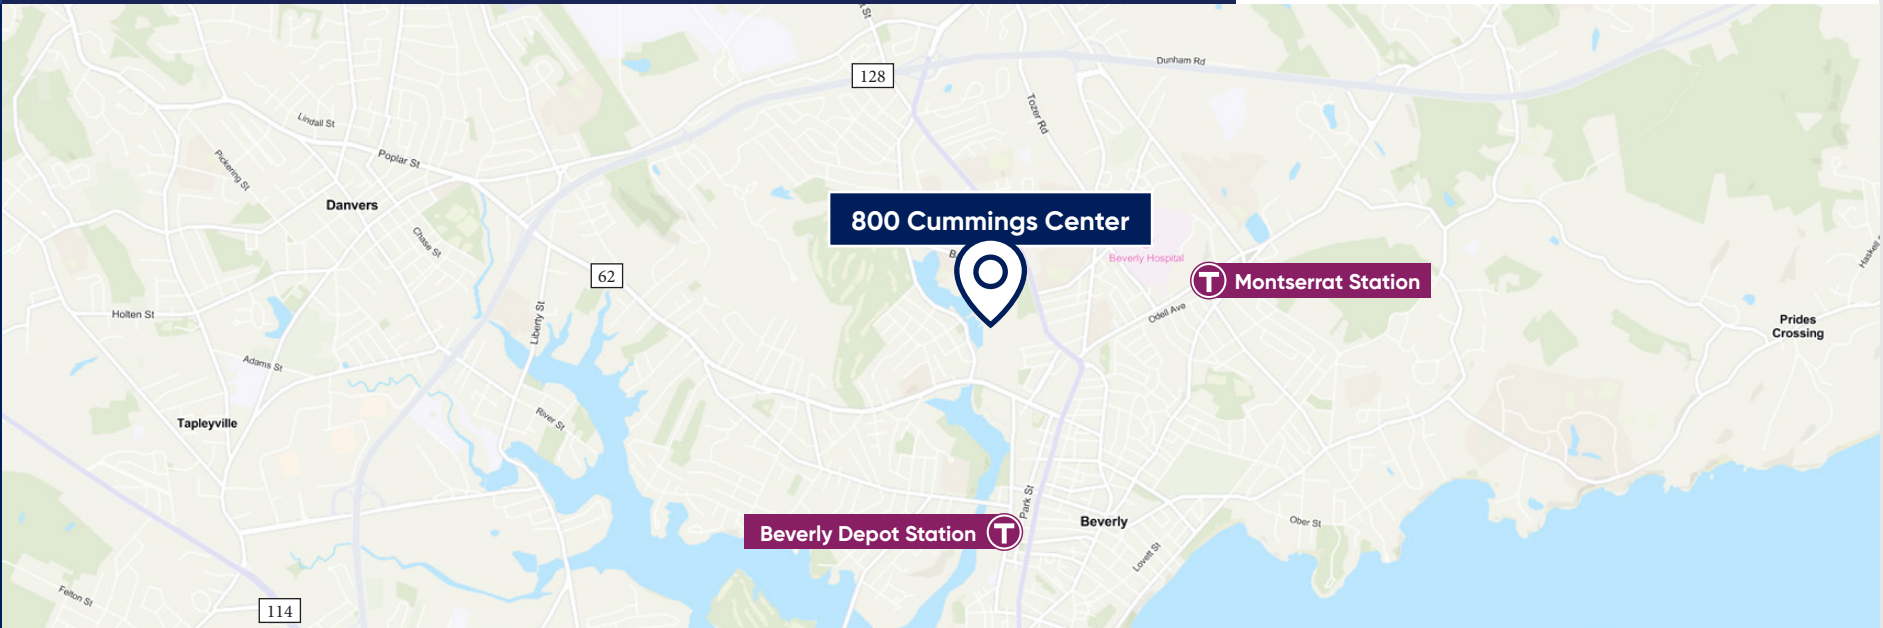 128
Dunham Rd
Tozer Rd
Lindall St
Poplar St
Pickering St
Danvers
800 Cummings Center
Chase St
62
Beverly Hospital
Montserrat Station
Haskell
Holten St
Liberty St
Odell Ave
Prides
Crossing
Adams St
River St
Tapleyville
Park St
Beverly
Ober St
Beverly Depot Station
Lovett St
Felton St
114